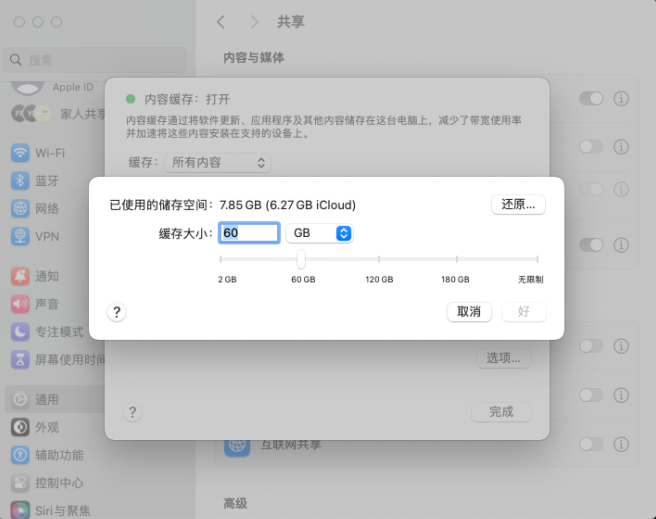 共享
搜索
内容与媒体
Apple ID
家人共享
内容缓存：打开
内容缓存通过将软件更新、应用程序及其他内容储存在这台电脑上，减少了带宽使用率
并加速将这些内容安装在支持的设备上。
缓存：
所有内容
Wi-Fi
蓝牙
网络
VPN
通知
声音
专注模式
屏幕使用时间
通用
外观
辅助功能
控制中心
Siri与聚焦
已使用的储存空间：7.85 GB (6.27 GB iCloud)
还原...
缓存大小：
60
GB
2 GB
60 GB
120 GB
180 GB
无限制
?
取消
好
选项...
?
完成
互联网共享
高级